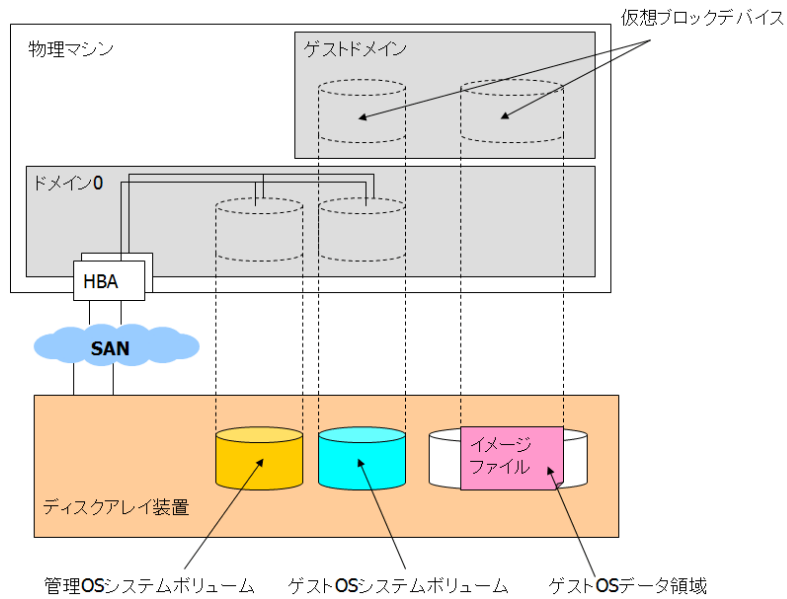 仮想ブロックデバイス
物理マシン
ゲストドメイン
ドメイン0
HBA
SAN
イメージ
ファイル
ディスクアレイ装置
管理OSシステムボリューム
ゲストOSシステムボリューム
ゲストOSデータ領域